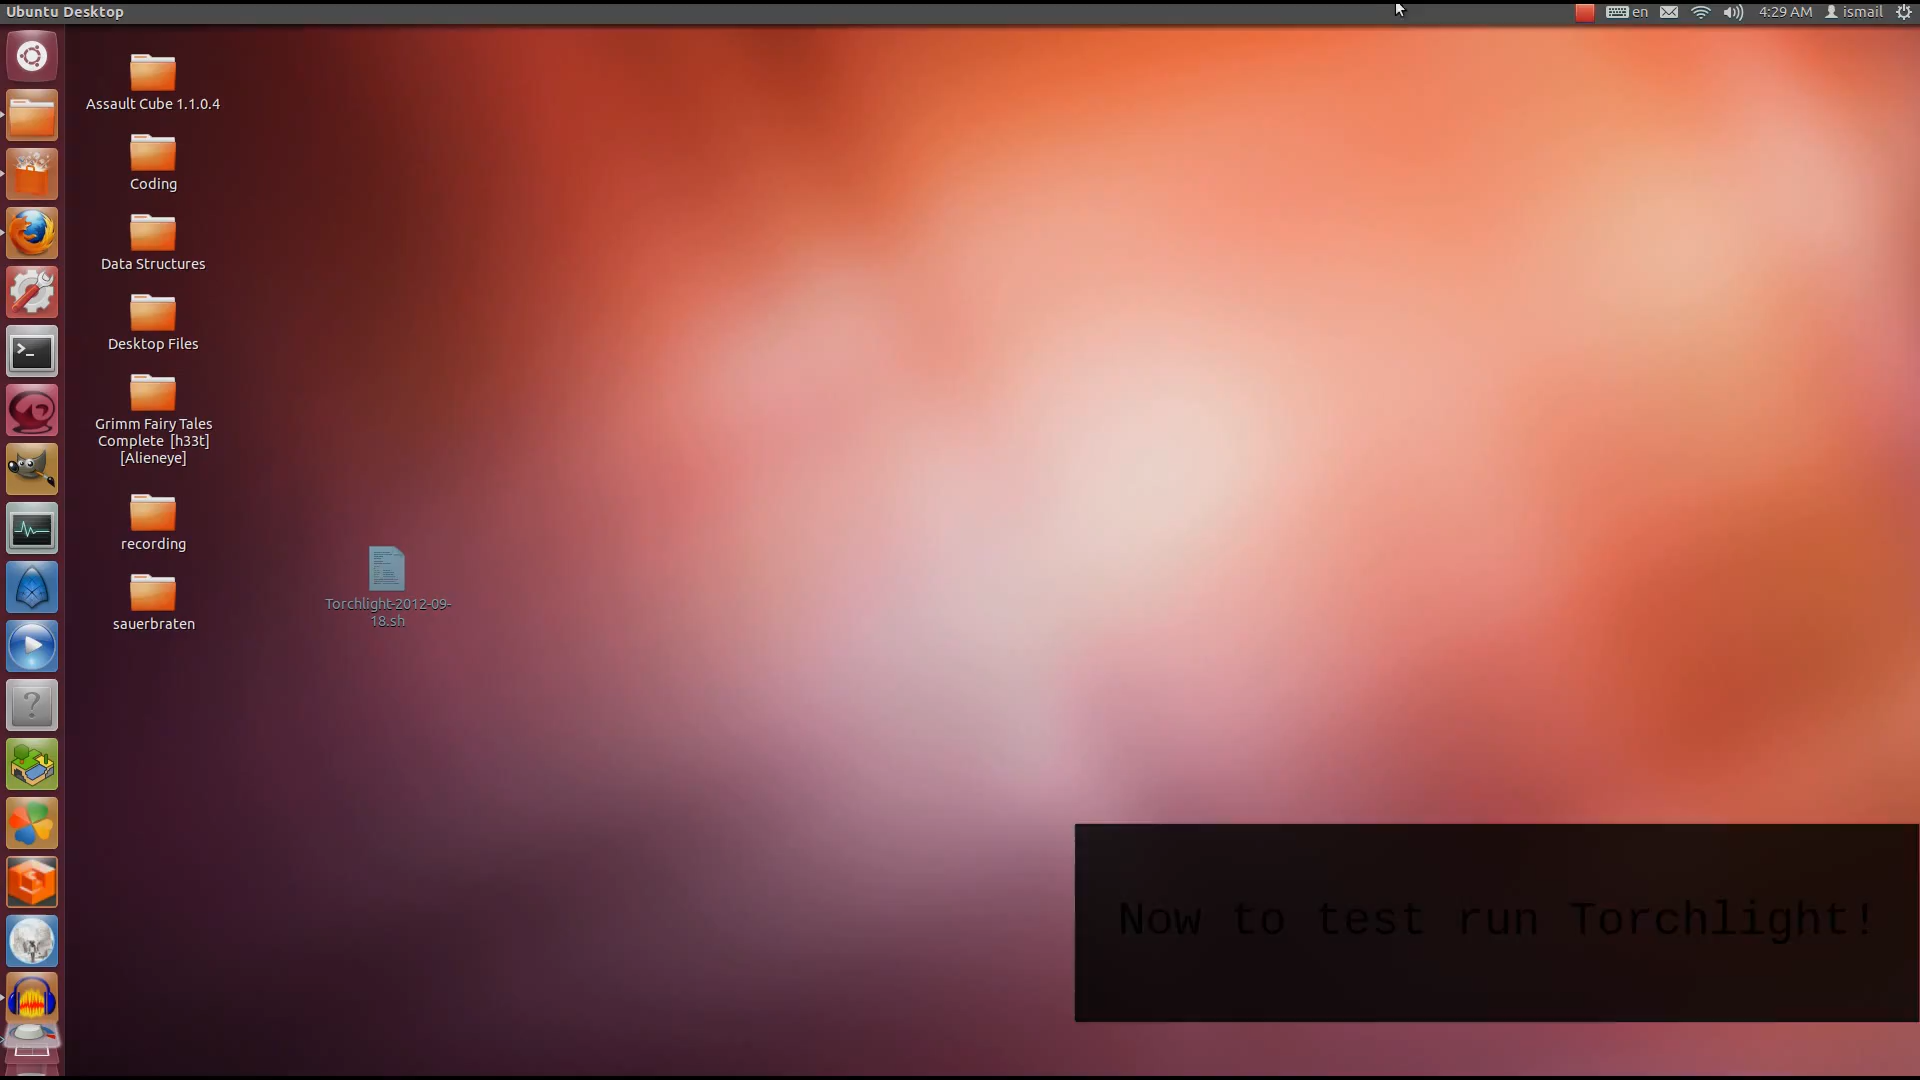 Ubuntu Desktop
en
4:29 AM
ismail
Assault Cube 1.1.0.4
Coding
Data Structures
Desktop Files
Grimm Fairy Tales
Complete [h33t]
[Alieneye]
recording
sauerbraten
Torchlight-2012-09-
18.sh
Now to test run Torchlight!